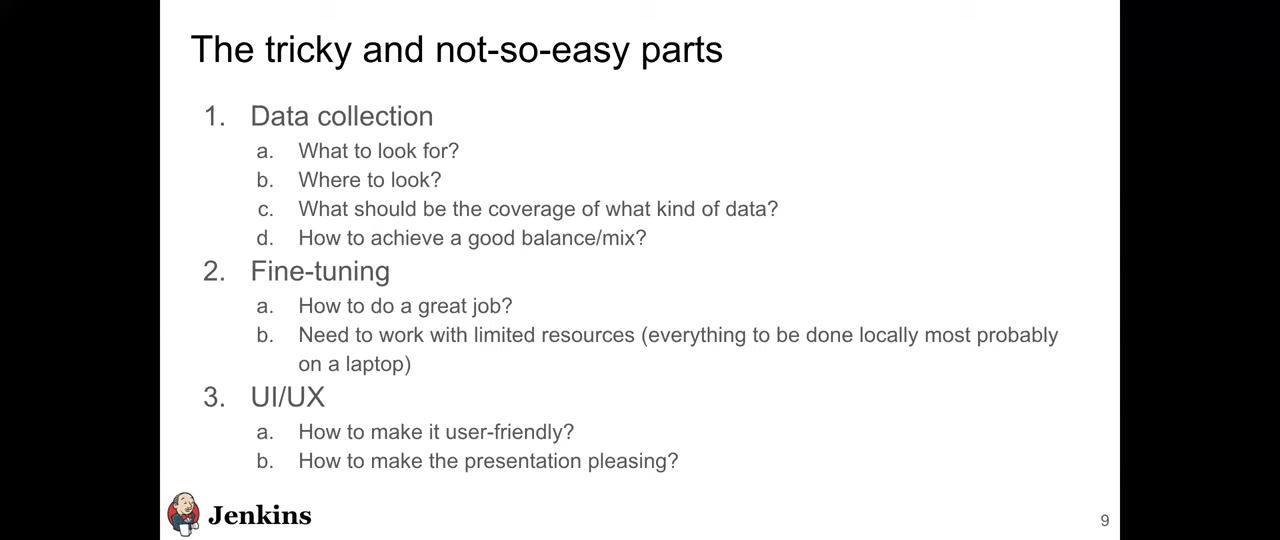 The tricky and not-so-easy parts
1. Data collection
a. What to look for?
b. Where to look?
c. What should be the coverage of what kind of data?
d. How to achieve a good balance/mix?
2. Fine-tuning
a. How to do a great job?
b. Need to work with limited resources (everything to be done locally most probably
on a laptop)
3. UI/UX
a. How to make it user-friendly?
b. How to make the presentation pleasing?
Jenkins
9